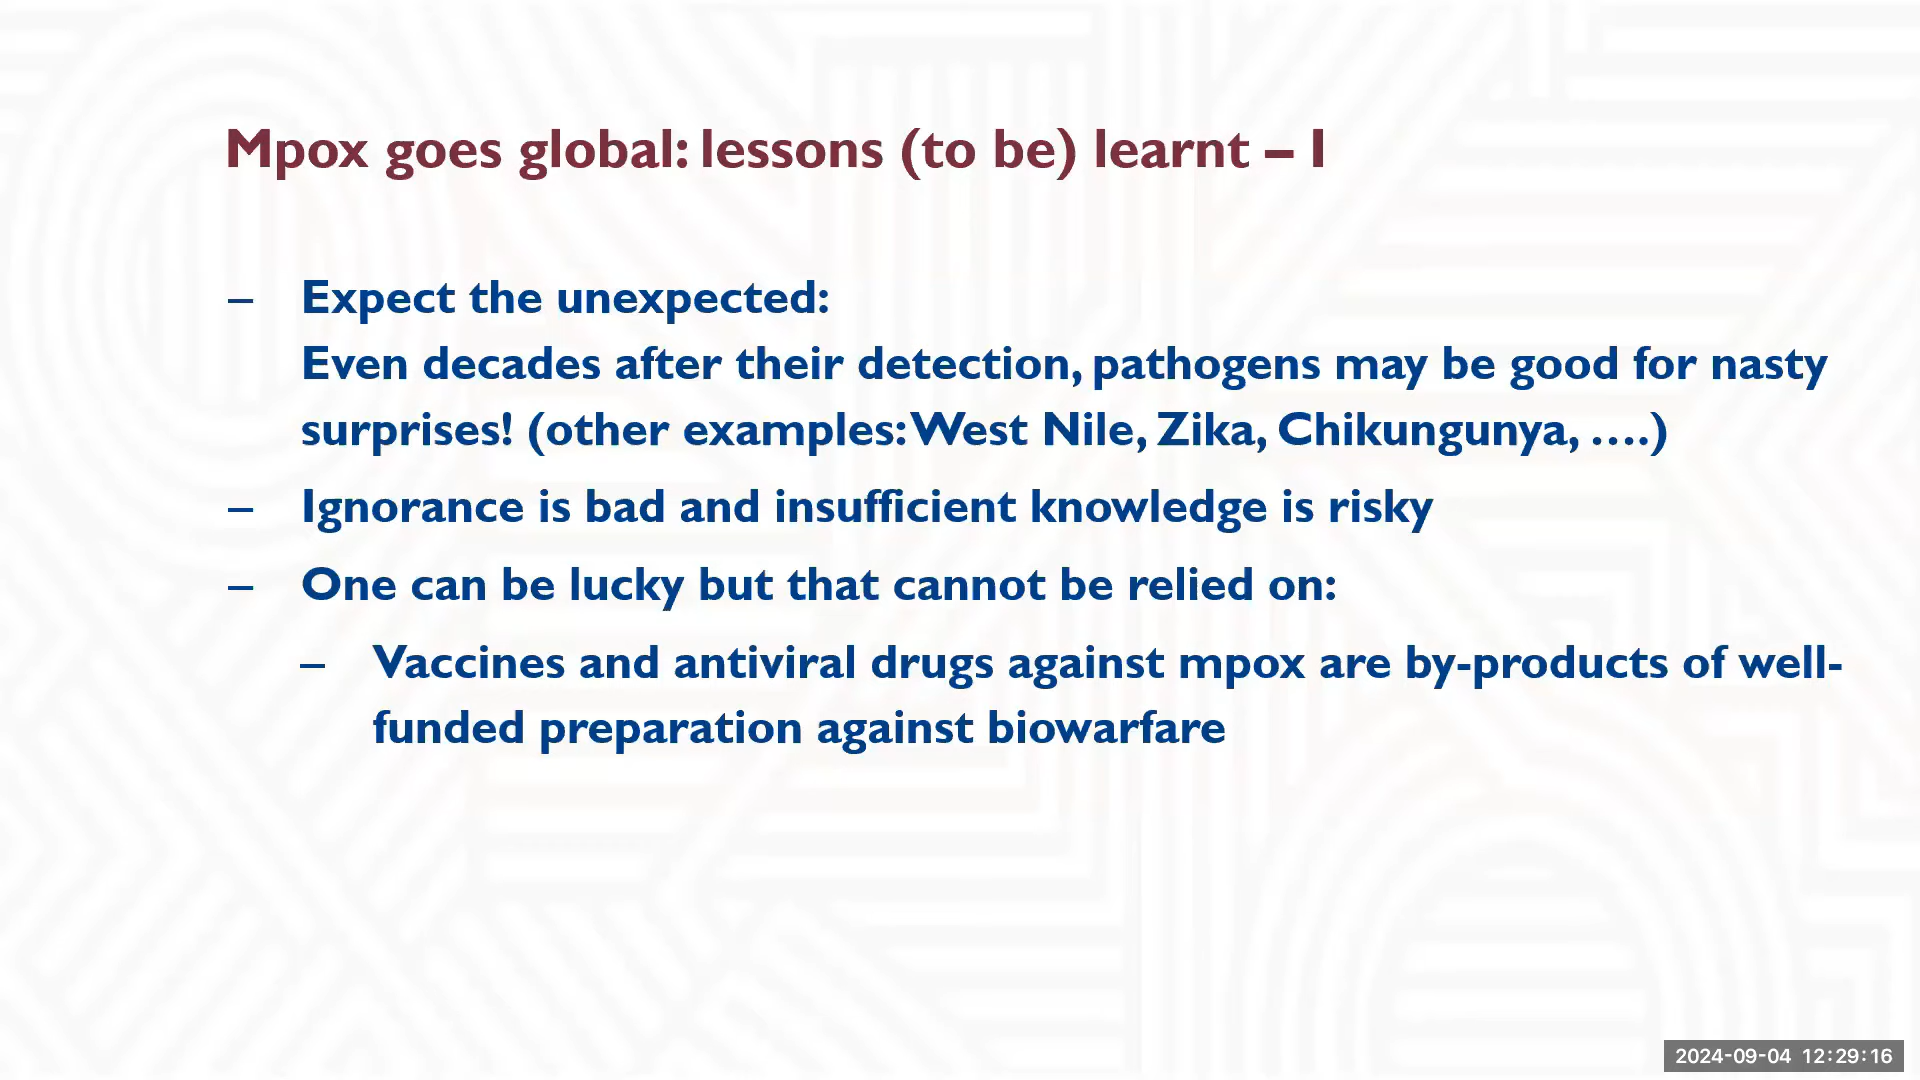 Mpox goes global: lessons (to be) learnt – I
– Expect the unexpected:
Even decades after their detection, pathogens may be good for nasty
surprises! (other examples: West Nile, Zika, Chikungunya, ….)
– Ignorance is bad and insufficient knowledge is risky
– One can be lucky but that cannot be relied on:
– Vaccines and antiviral drugs against mpox are by-products of well-
funded preparation against biowarfare
2024-09-04 12:29:16